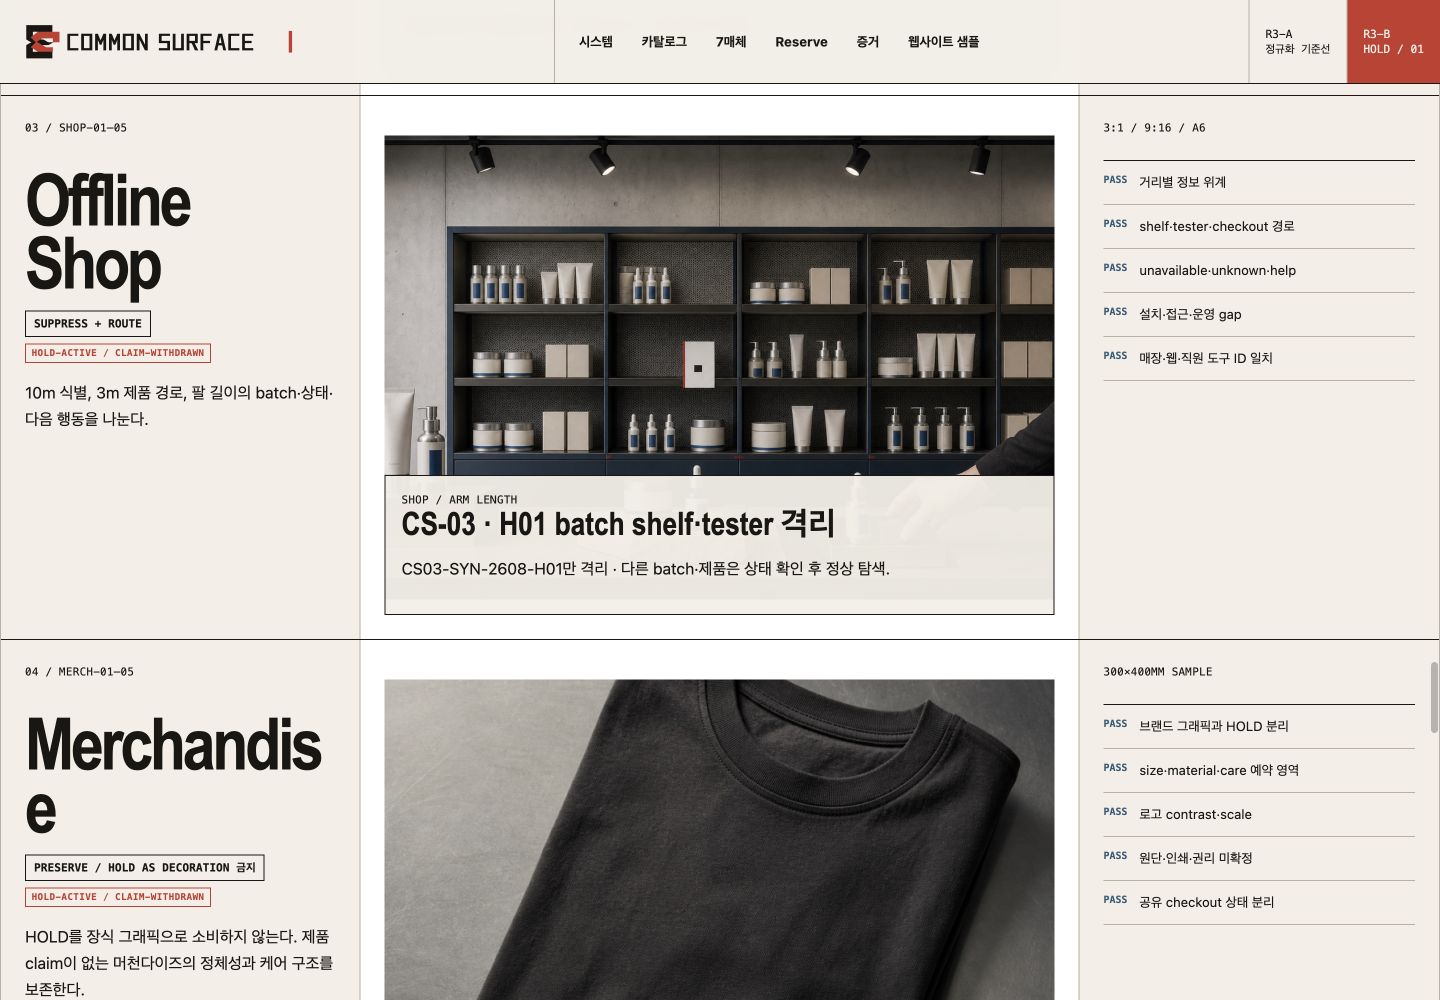 COMMON SURFACE
시스템 카탈로그 7매체 Reserve 증거 웹사이트 샘플
R3-A
정규화 기준선
R3-B
HOLD / 01
03 / SHOP-01-05
Offline
Shop
SUPPRESS + ROUTE
HOLD-ACTIVE / CLAIM-WITHDRAWN
10m 식별, 3m 제품 경로, 팔 길이의 batch·상태·
다음 행동을 나눈다.
SHOP / ARM LENGTH
CS-03 · H01 batch shelf·tester 격리
CS03-SYN-2608-H01만 격리 · 다른 batch·제품은 상태 확인 후 정상 탐색.
3:1 / 9:16 / A6
PASS 거리별 정보 위계
PASS shelf·tester·checkout 경로
PASS unavailable·unknown·help
PASS 설치·접근·운영 gap
PASS 매장·웹·직원 도구 ID 일치
04 / MERCH-01-05
Merchandis
e
PRESERVE / HOLD AS DECORATION 금지
HOLD-ACTIVE / CLAIM-WITHDRAWN
HOLD를 장식 그래픽으로 소비하지 않는다. 제품
claim이 없는 머천다이즈의 정체성과 케어 구조를
보존한다.
300×400MM SAMPLE
PASS 브랜드 그래픽과 HOLD 분리
PASS size·material·care 예약 영역
PASS 로고 contrast·scale
PASS 원단·인쇄·권리 미확정
PASS 공유 checkout 상태 분리